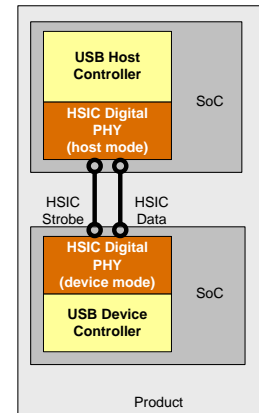 USB Host
Controller
SoC
HSIC Digital
PHY
(host mode)
HSIC
Strobe
HSIC
Data
HSIC Digital
PHY
(device mode)
SoC
USB Device
Controller
Product